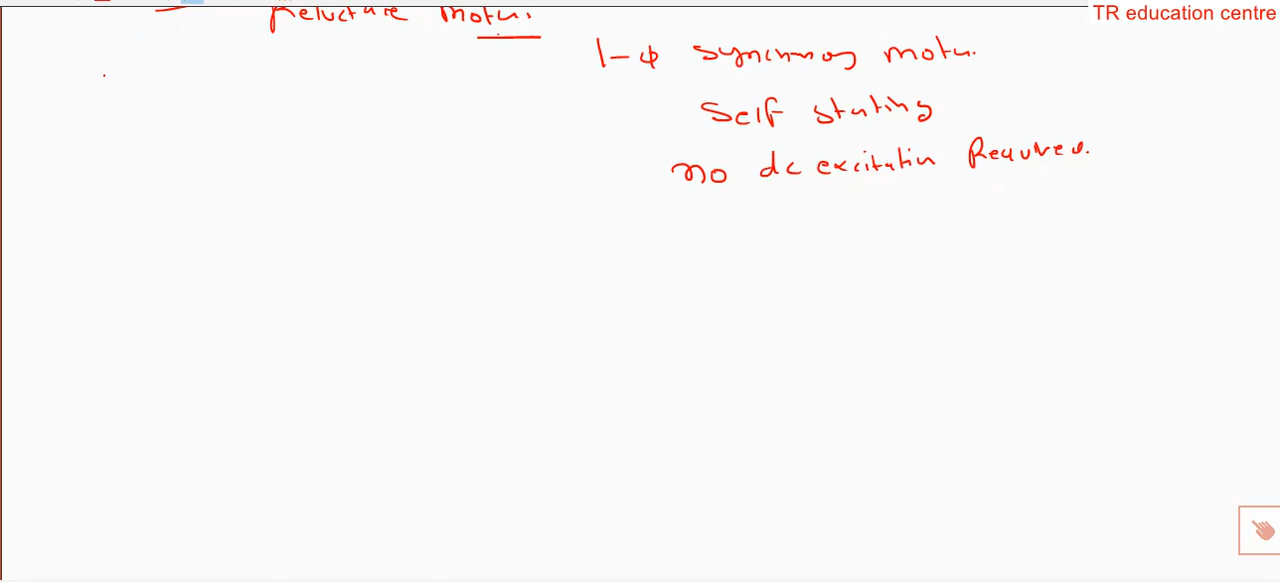 TR education centre
Reluctance motor.
1-φ Synchronous motor.
Self starting
no dc excitation Required.